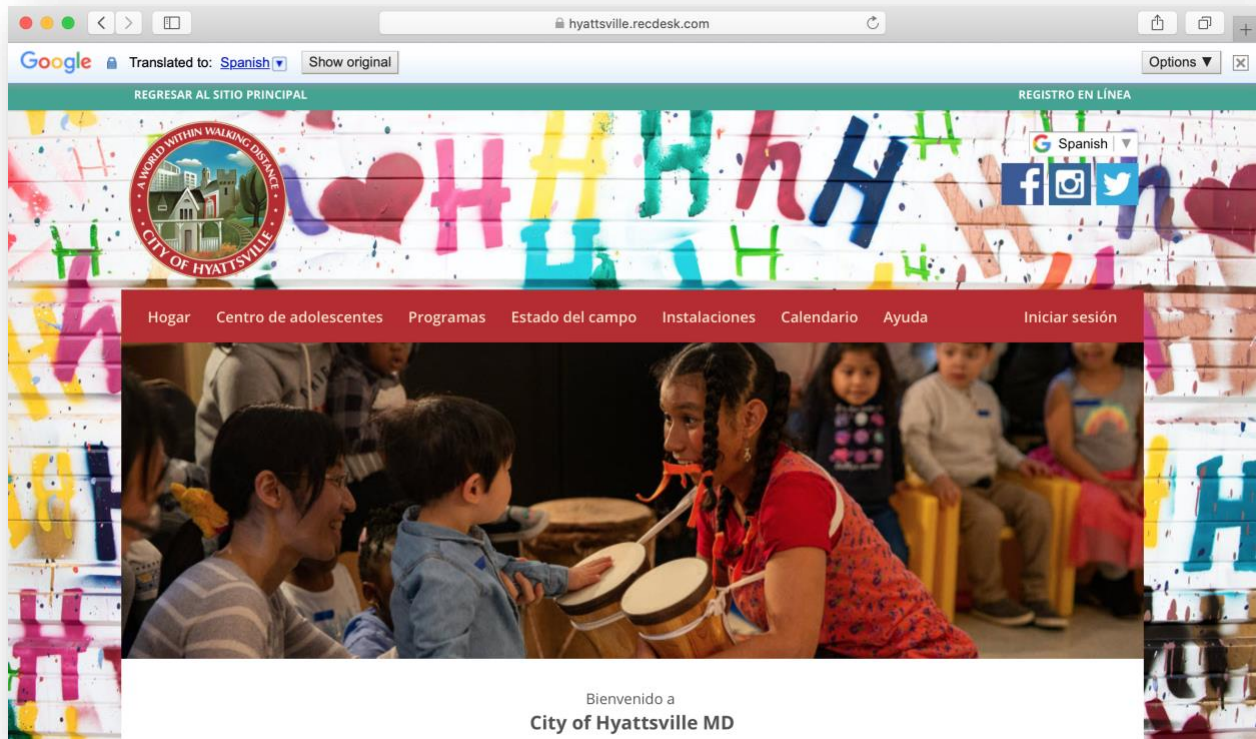 hyattsville.recdesk.com
Google Translated to: Spanish Show original Options ▼
REGRESAR AL SITIO PRINCIPAL REGISTRO EN LÍNEA
A WORLD WITHIN WALKING DISTANCE
CITY OF HYATTSVILLE
G Spanish ▼
Hogar Centro de adolescentes Programas Estado del campo Instalaciones Calendario Ayuda Iniciar sesión
Bienvenido a
City of Hyattsville MD